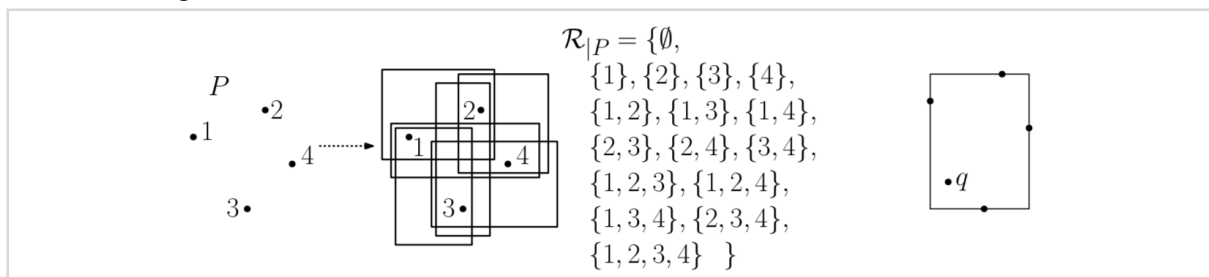 P
1
2
4
3
1
2
4
3
ℛ|P = {∅,
{1}, {2}, {3}, {4},
{1, 2}, {1, 3}, {1, 4},
{2, 3}, {2, 4}, {3, 4},
{1, 2, 3}, {1, 2, 4},
{1, 3, 4}, {2, 3, 4},
{1, 2, 3, 4} }
q